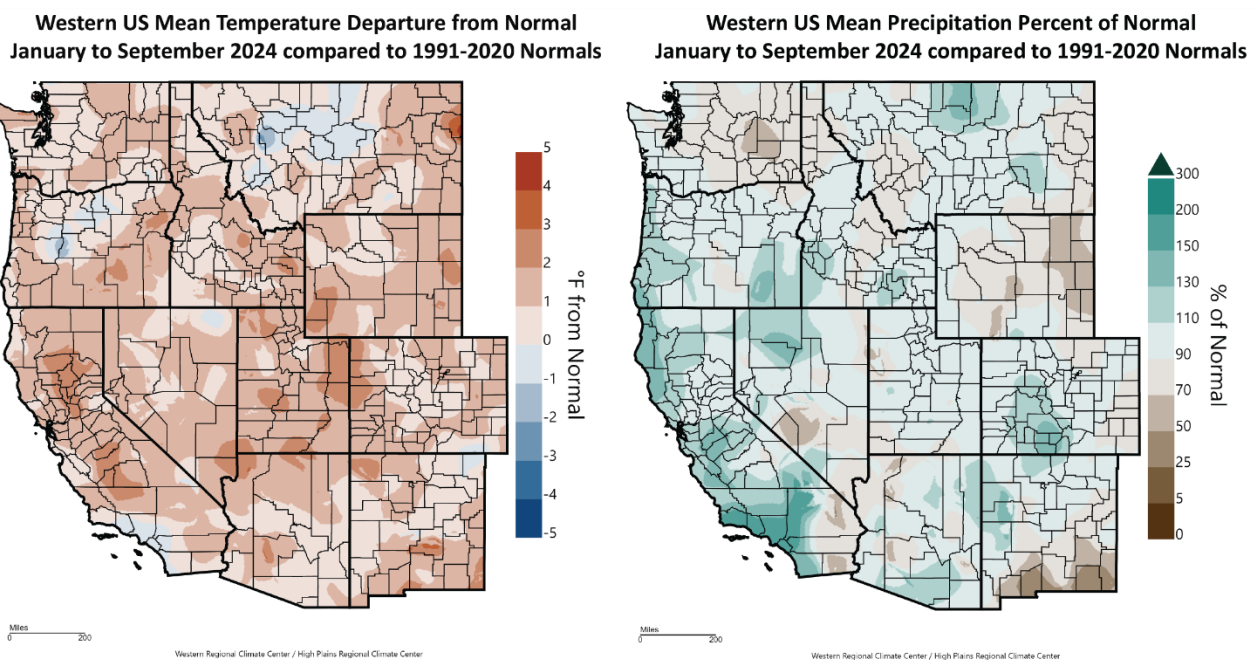 Western US Mean Temperature Departure from Normal
January to September 2024 compared to 1991-2020 Normals
5
4
3
2
1
0
-1
-2
-3
-4
-5
°F from Normal
Miles
0 200
Western Regional Climate Center / High Plains Regional Climate Center
Western US Mean Precipitation Percent of Normal
January to September 2024 compared to 1991-2020 Normals
300
200
150
130
110
90
70
50
25
5
0
% of Normal
Miles
0 200
Western Regional Climate Center / High Plains Regional Climate Center